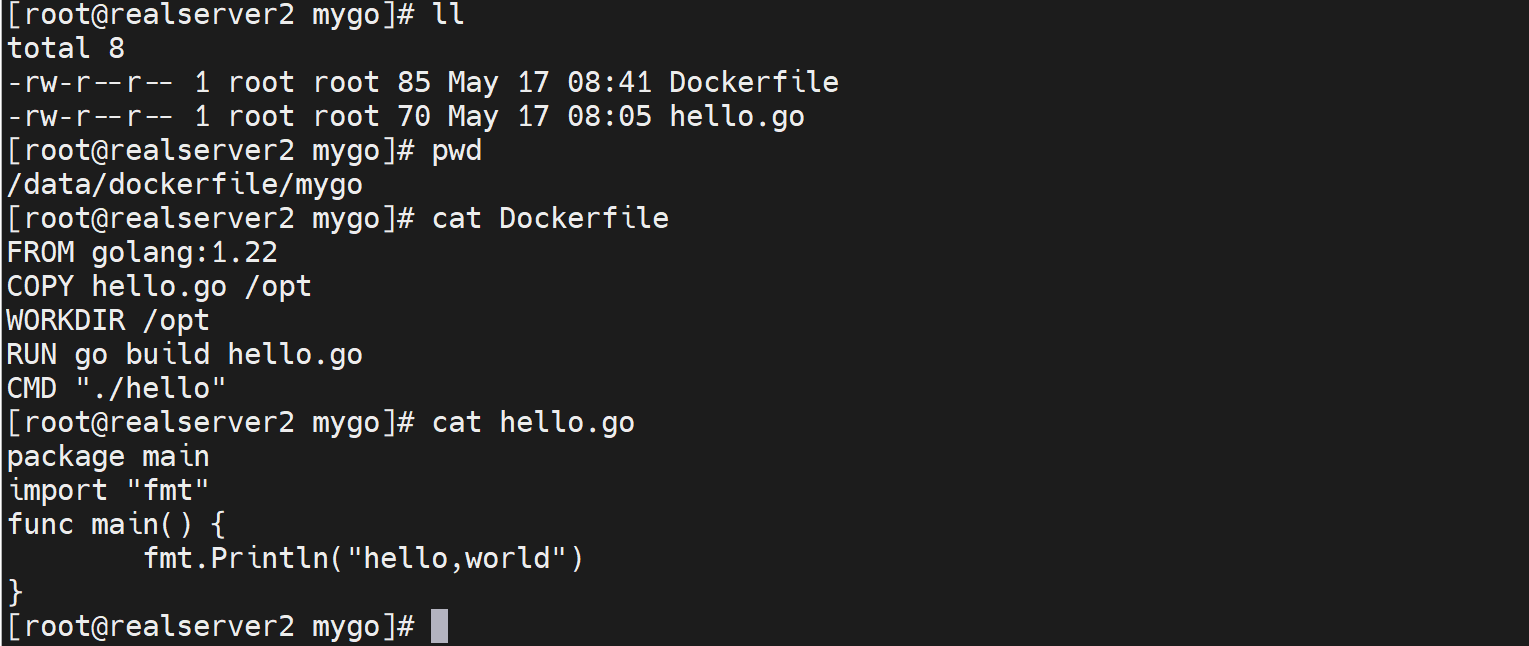 [root@realserver2 mygo]# ll
total 8
-rw-r--r-- 1 root root 85 May 17 08:41 Dockerfile
-rw-r--r-- 1 root root 70 May 17 08:05 hello.go
[root@realserver2 mygo]# pwd
/data/dockerfile/mygo
[root@realserver2 mygo]# cat Dockerfile
FROM golang:1.22
COPY hello.go /opt
WORKDIR /opt
RUN go build hello.go
CMD "./hello"
[root@realserver2 mygo]# cat hello.go
package main
import "fmt"
func main() {
        fmt.Println("hello,world")
}
[root@realserver2 mygo]#